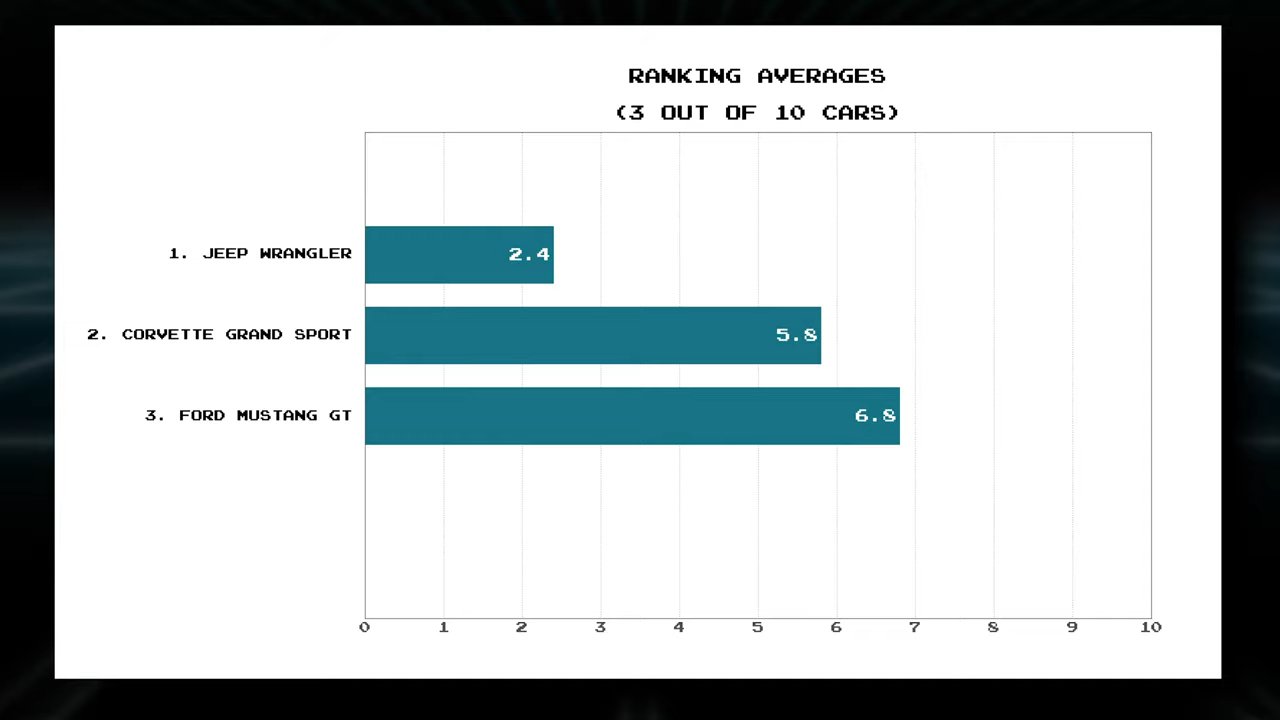 RANKING AVERAGES
(3 OUT OF 10 CARS)
1. JEEP WRANGLER 2.4
2. CORVETTE GRAND SPORT 5.8
3. FORD MUSTANG GT 6.8
0 1 2 3 4 5 6 7 8 9 10